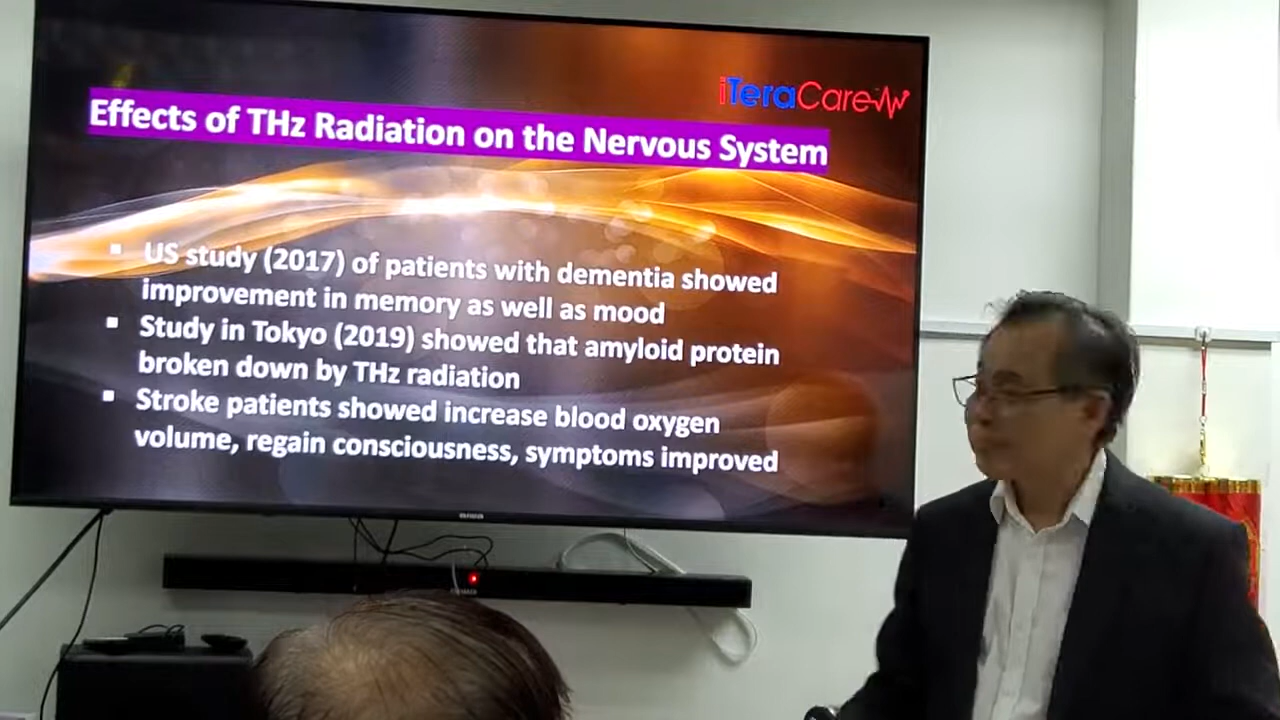 iTeraCare
Effects of THz Radiation on the Nervous System
▪ US study (2017) of patients with dementia showed
improvement in memory as well as mood
▪ Study in Tokyo (2019) showed that amyloid protein
broken down by THz radiation
▪ Stroke patients showed increase blood oxygen
volume, regain consciousness, symptoms improved